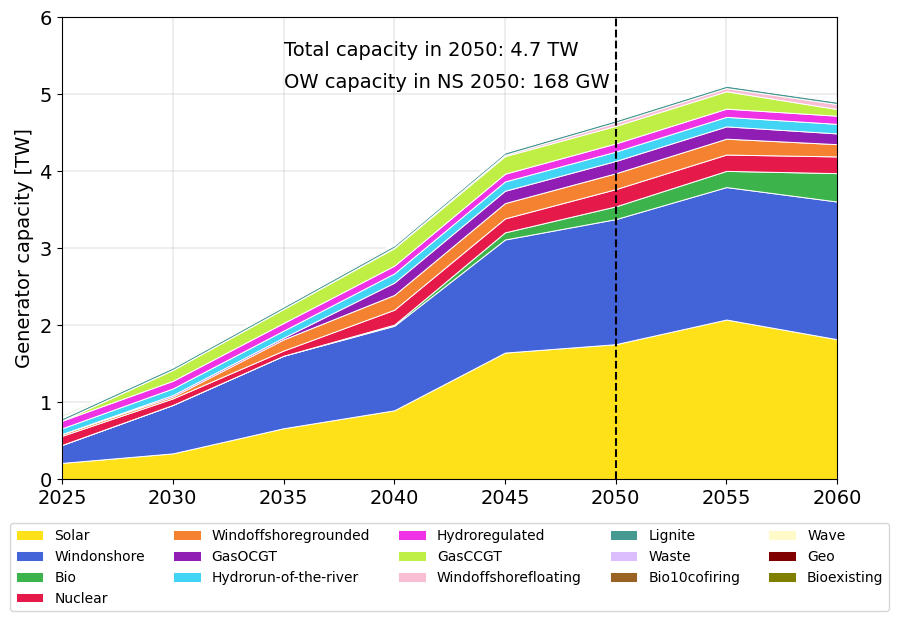 6
Total capacity in 2050: 4.7 TW
OW capacity in NS 2050: 168 GW
5
4
3
2
1
0
Generator capacity [TW]
2025 2030 2035 2040 2045 2050 2055 2060
Solar Windoffshoregrounded Hydroregulated Lignite Wave
Windonshore GasOCGT GasCCGT Waste Geo
Bio Hydrorun-of-the-river Windoffshorefloating Bio10cofiring Bioexisting
Nuclear